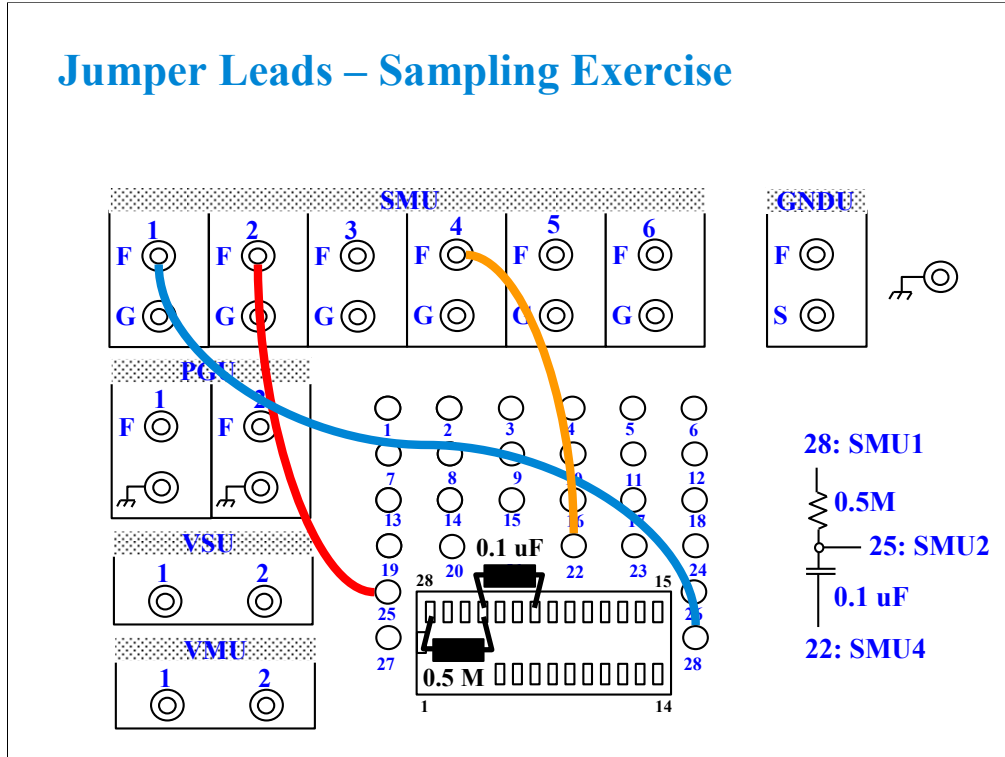 Jumper Leads – Sampling Exercise
SMU
GNDU
1 2 3 4 5 6
F F F F F F F
G G G G G G S
PGU
1 2
F F
1 2 3 4 5 6
7 8 9 10 11 12
13 14 15 16 17 18
19 20 22 23 24
25 26
27 28
VSU
1 2
VMU
1 2
0.1 uF
28 15
0.5 M
1 14
28: SMU1
0.5M
25: SMU2
0.1 uF
22: SMU4